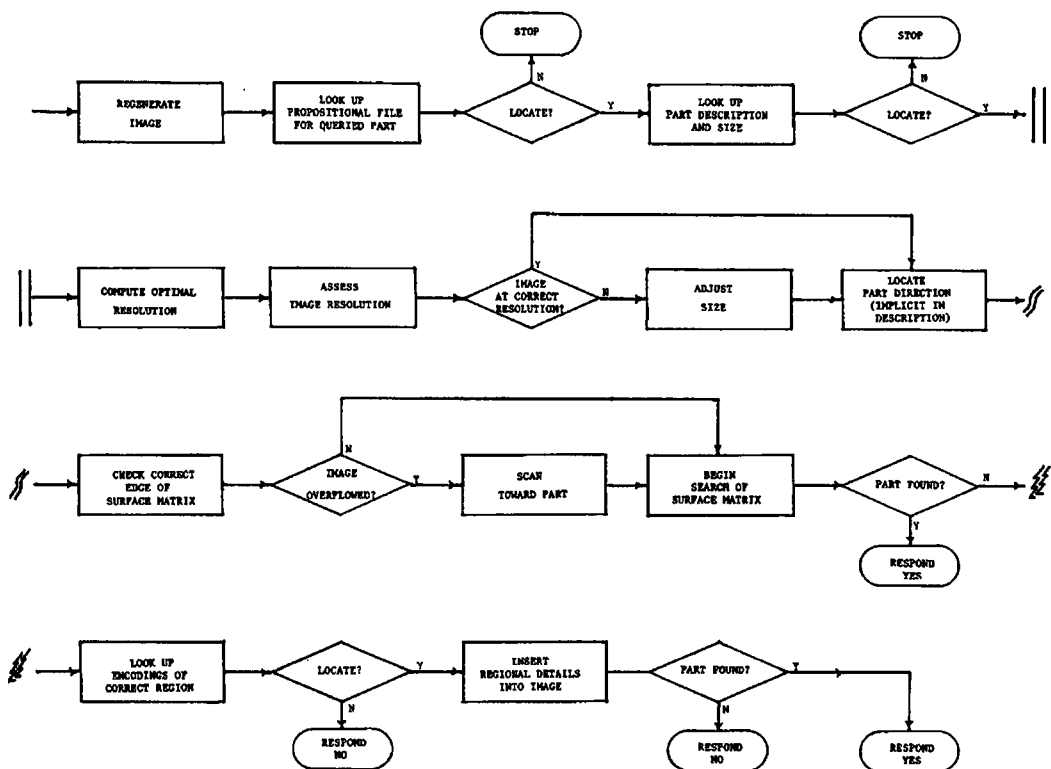 STOP
STOP
REGENERATE
IMAGE
LOOK UP
PROPOSITIONAL FILE
FOR QUERIED PART
N
LOCATE?
Y
LOOK UP
PART DESCRIPTION
AND SIZE
N
LOCATE?
Y
COMPUTE OPTIMAL
RESOLUTION
ASSESS
IMAGE RESOLUTION
Y
IMAGE
AT CORRECT
RESOLUTION?
N
ADJUST
SIZE
LOCATE
PART DIRECTION
(IMPLICIT IN
DESCRIPTION)
CHECK CORRECT
EDGE OF
SURFACE MATRIX
N
IMAGE
OVERFLOWED?
Y
SCAN
TOWARD PART
BEGIN
SEARCH OF
SURFACE MATRIX
PART FOUND?
N
Y
RESPOND
YES
LOOK UP
ENCODINGS OF
CORRECT REGION
LOCATE?
Y
N
INSERT
REGIONAL DETAILS
INTO IMAGE
PART FOUND?
Y
N
RESPOND
NO
RESPOND
NO
RESPOND
YES